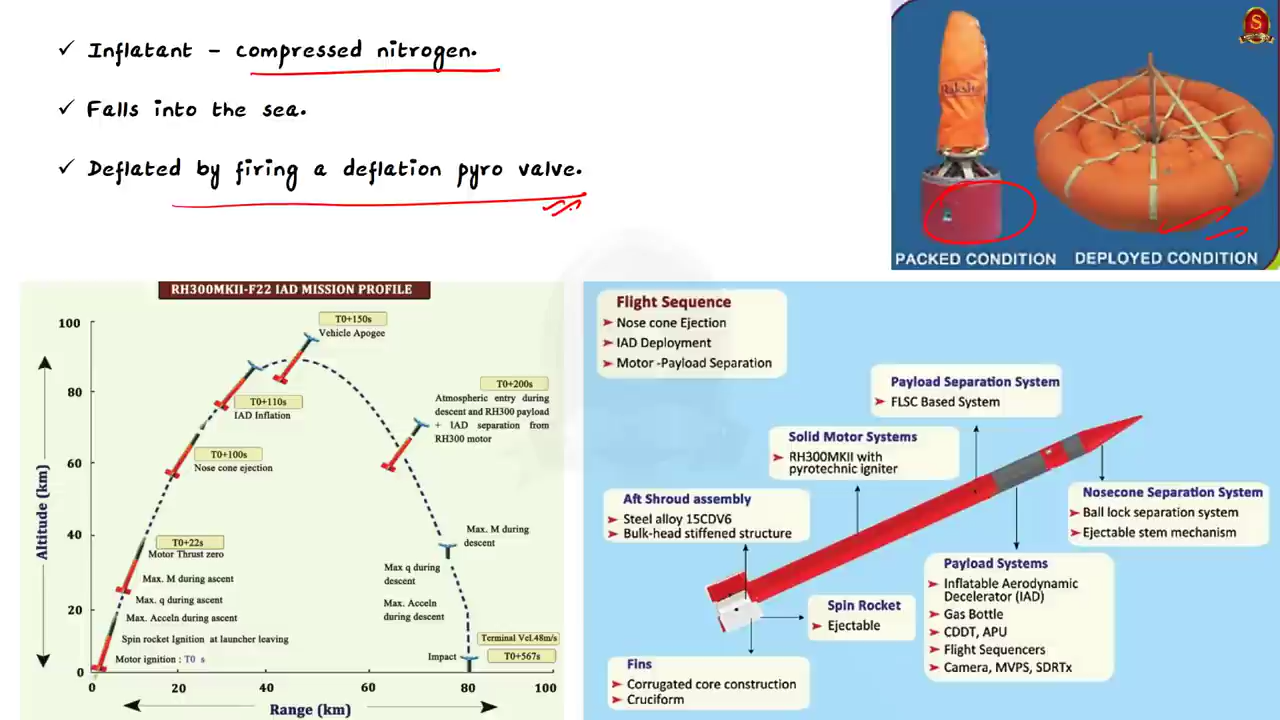 ✓ Inflatant - compressed nitrogen.
✓ Falls into the sea.
✓ Deflated by firing a deflation pyro valve.
S
Raksha
PACKED CONDITION
DEPLOYED CONDITION
RH300MKII-F22 IAD MISSION PROFILE
100
80
60
40
20
0
Altitude (km)
T0+150s
Vehicle Apogee
T0+110s
IAD Inflation
T0+200s
Atmospheric entry during
descent and RH300 payload
+ IAD separation from
RH300 motor
T0+100s
Nose cone ejection
T0+22s
Motor Thrust zero
Max. M during ascent
Max. q during ascent
Max. Acceln during ascent
Spin rocket Ignition at launcher leaving
Motor ignition : T0 s
Max. M during
descent
Max q during
descent
Max. Acceln
during descent
Terminal Vel.48m/s
Impact
T0+567s
0 20 40 60 80 100
Range (km)
Flight Sequence
➤ Nose cone Ejection
➤ IAD Deployment
➤ Motor -Payload Separation
Payload Separation System
➤ FLSC Based System
Solid Motor Systems
➤ RH300MKII with
pyrotechnic igniter
Aft Shroud assembly
➤ Steel alloy 15CDV6
➤ Bulk-head stiffened structure
Nosecone Separation System
➤ Ball lock separation system
➤ Ejectable stem mechanism
Payload Systems
➤ Inflatable Aerodynamic
Decelerator (IAD)
➤ Gas Bottle
➤ CDDT, APU
➤ Flight Sequencers
➤ Camera, MVPS, SDRTx
Spin Rocket
➤ Ejectable
Fins
➤ Corrugated core construction
➤ Cruciform